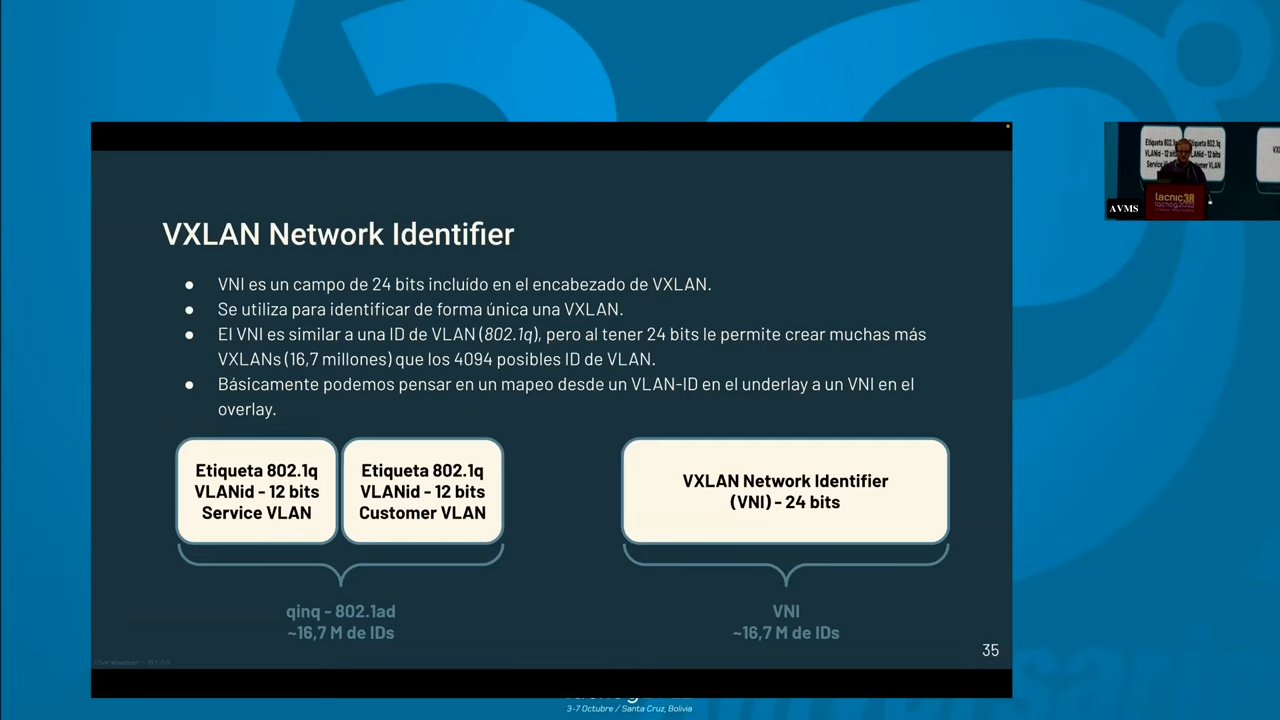 VXLAN Network Identifier
● VNI es un campo de 24 bits incluído en el encabezado de VXLAN.
● Se utiliza para identificar de forma única una VXLAN.
● El VNI es similar a una ID de VLAN (802.1q), pero al tener 24 bits le permite crear muchas más
VXLANs (16,7 millones) que los 4094 posibles ID de VLAN.
● Básicamente podemos pensar en un mapeo desde un VLAN-ID en el underlay a un VNI en el
overlay.
Etiqueta 802.1q
VLANid - 12 bits
Service VLAN
Etiqueta 802.1q
VLANid - 12 bits
Customer VLAN
VXLAN Network Identifier
(VNI) - 24 bits
qinq - 802.1ad
~16,7 M de IDs
VNI
~16,7 M de IDs
35
AVMS
lacnic38
lacnog2022
3-7 Octubre / Santa Cruz, Bolivia